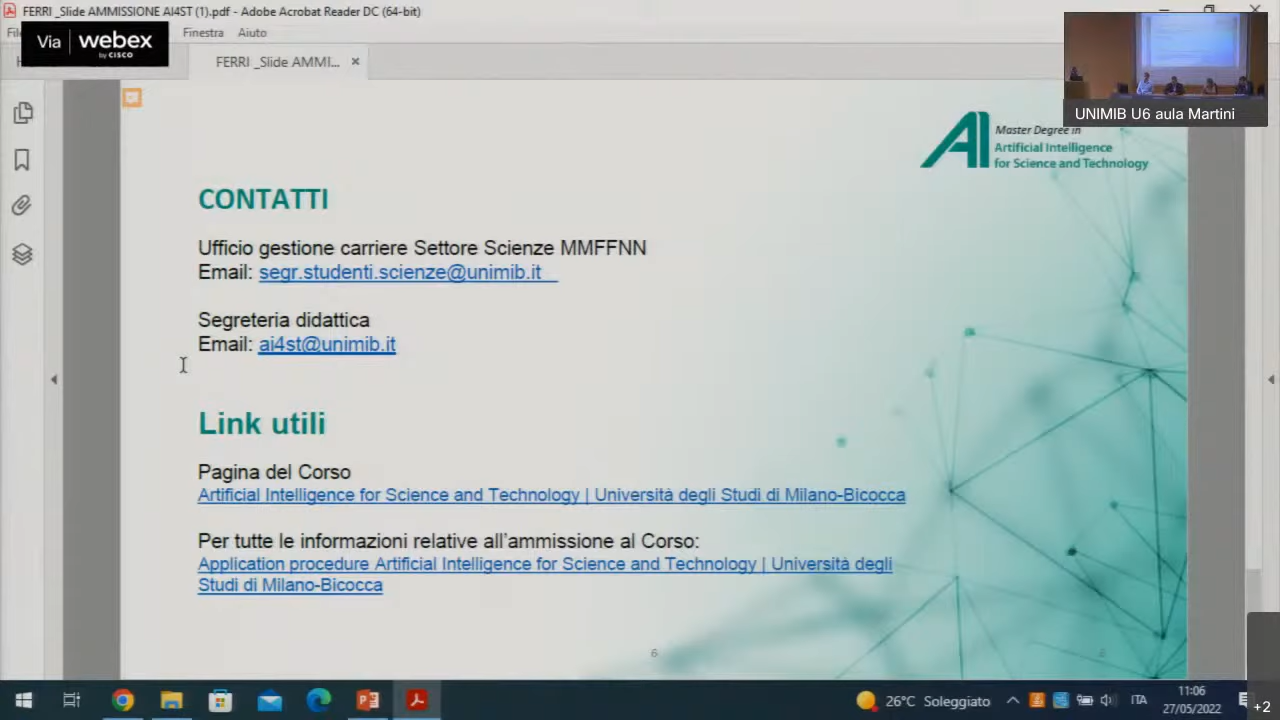 FERRI _Slide AMMISSIONE AI4ST (1).pdf - Adobe Acrobat Reader DC (64-bit)
Finestra Aiuto
Via webex
by CISCO
FERRI _Slide AMMI...
UNIMIB U6 aula Martini
AI Master Degree in
Artificial Intelligence
for Science and Technology
CONTATTI
Ufficio gestione carriere Settore Scienze MMFFNN
Email: segr.studenti.scienze@unimib.it
Segreteria didattica
Email: ai4st@unimib.it
Link utili
Pagina del Corso
Artificial Intelligence for Science and Technology | Università degli Studi di Milano-Bicocca
Per tutte le informazioni relative all'ammissione al Corso:
Application procedure Artificial Intelligence for Science and Technology | Università degli
Studi di Milano-Bicocca
6
26°C Soleggiato
ITA
11:06
27/05/2022
+2